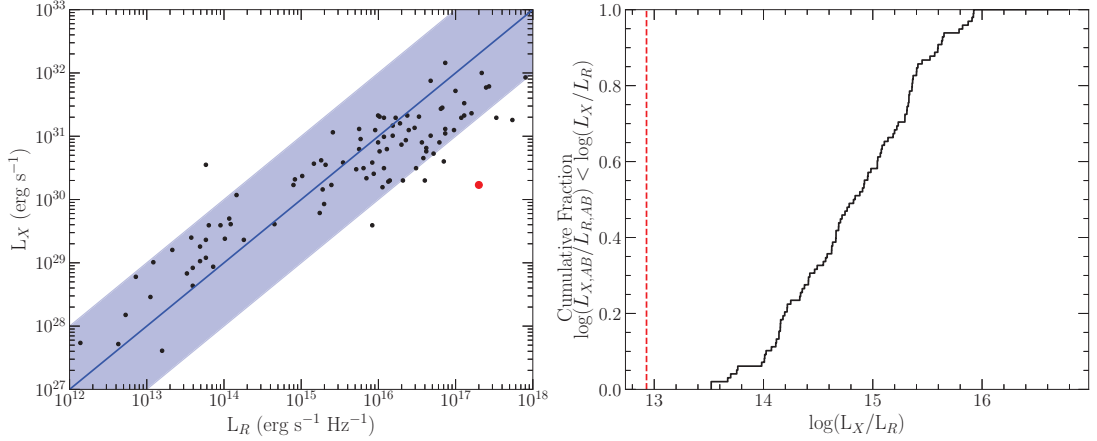 10^33
10^32
10^31
10^30
10^29
10^28
10^27
L_X (erg s^−1)
10^12 10^13 10^14 10^15 10^16 10^17 10^18
L_R (erg s^−1 Hz^−1)
1.0
0.8
0.6
0.4
0.2
0.0
Cumulative Fraction
log(L_X,AB/L_R,AB) < log(L_X/L_R)
13 14 15 16
log(L_X/L_R)